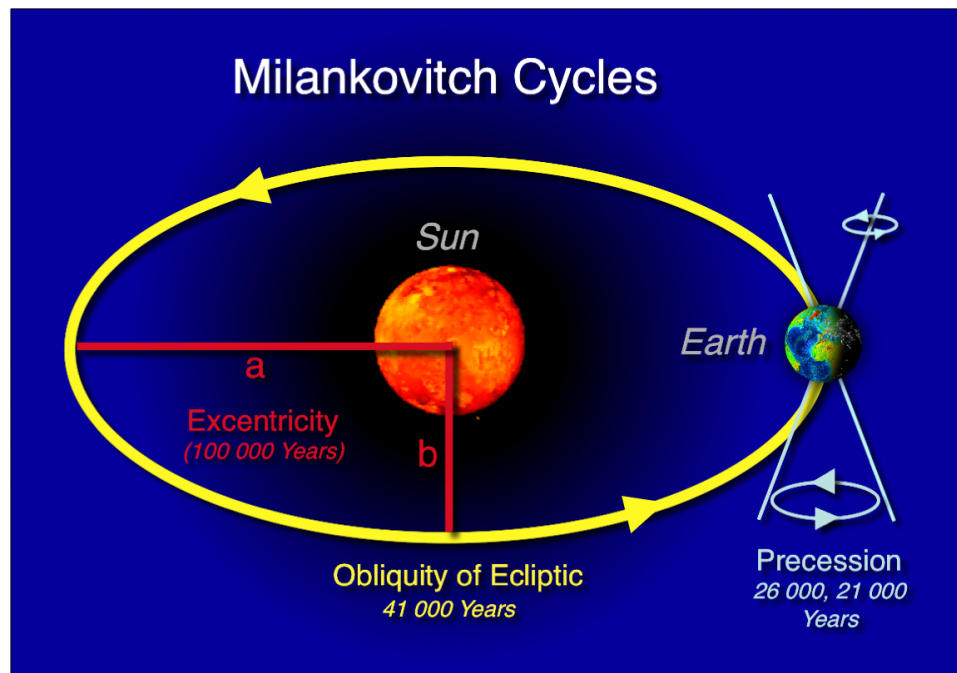 Milankovitch Cycles
Sun
Earth
a
Excentricity
(100 000 Years)
b
Obliquity of Ecliptic
41 000 Years
Precession
26 000, 21 000
Years